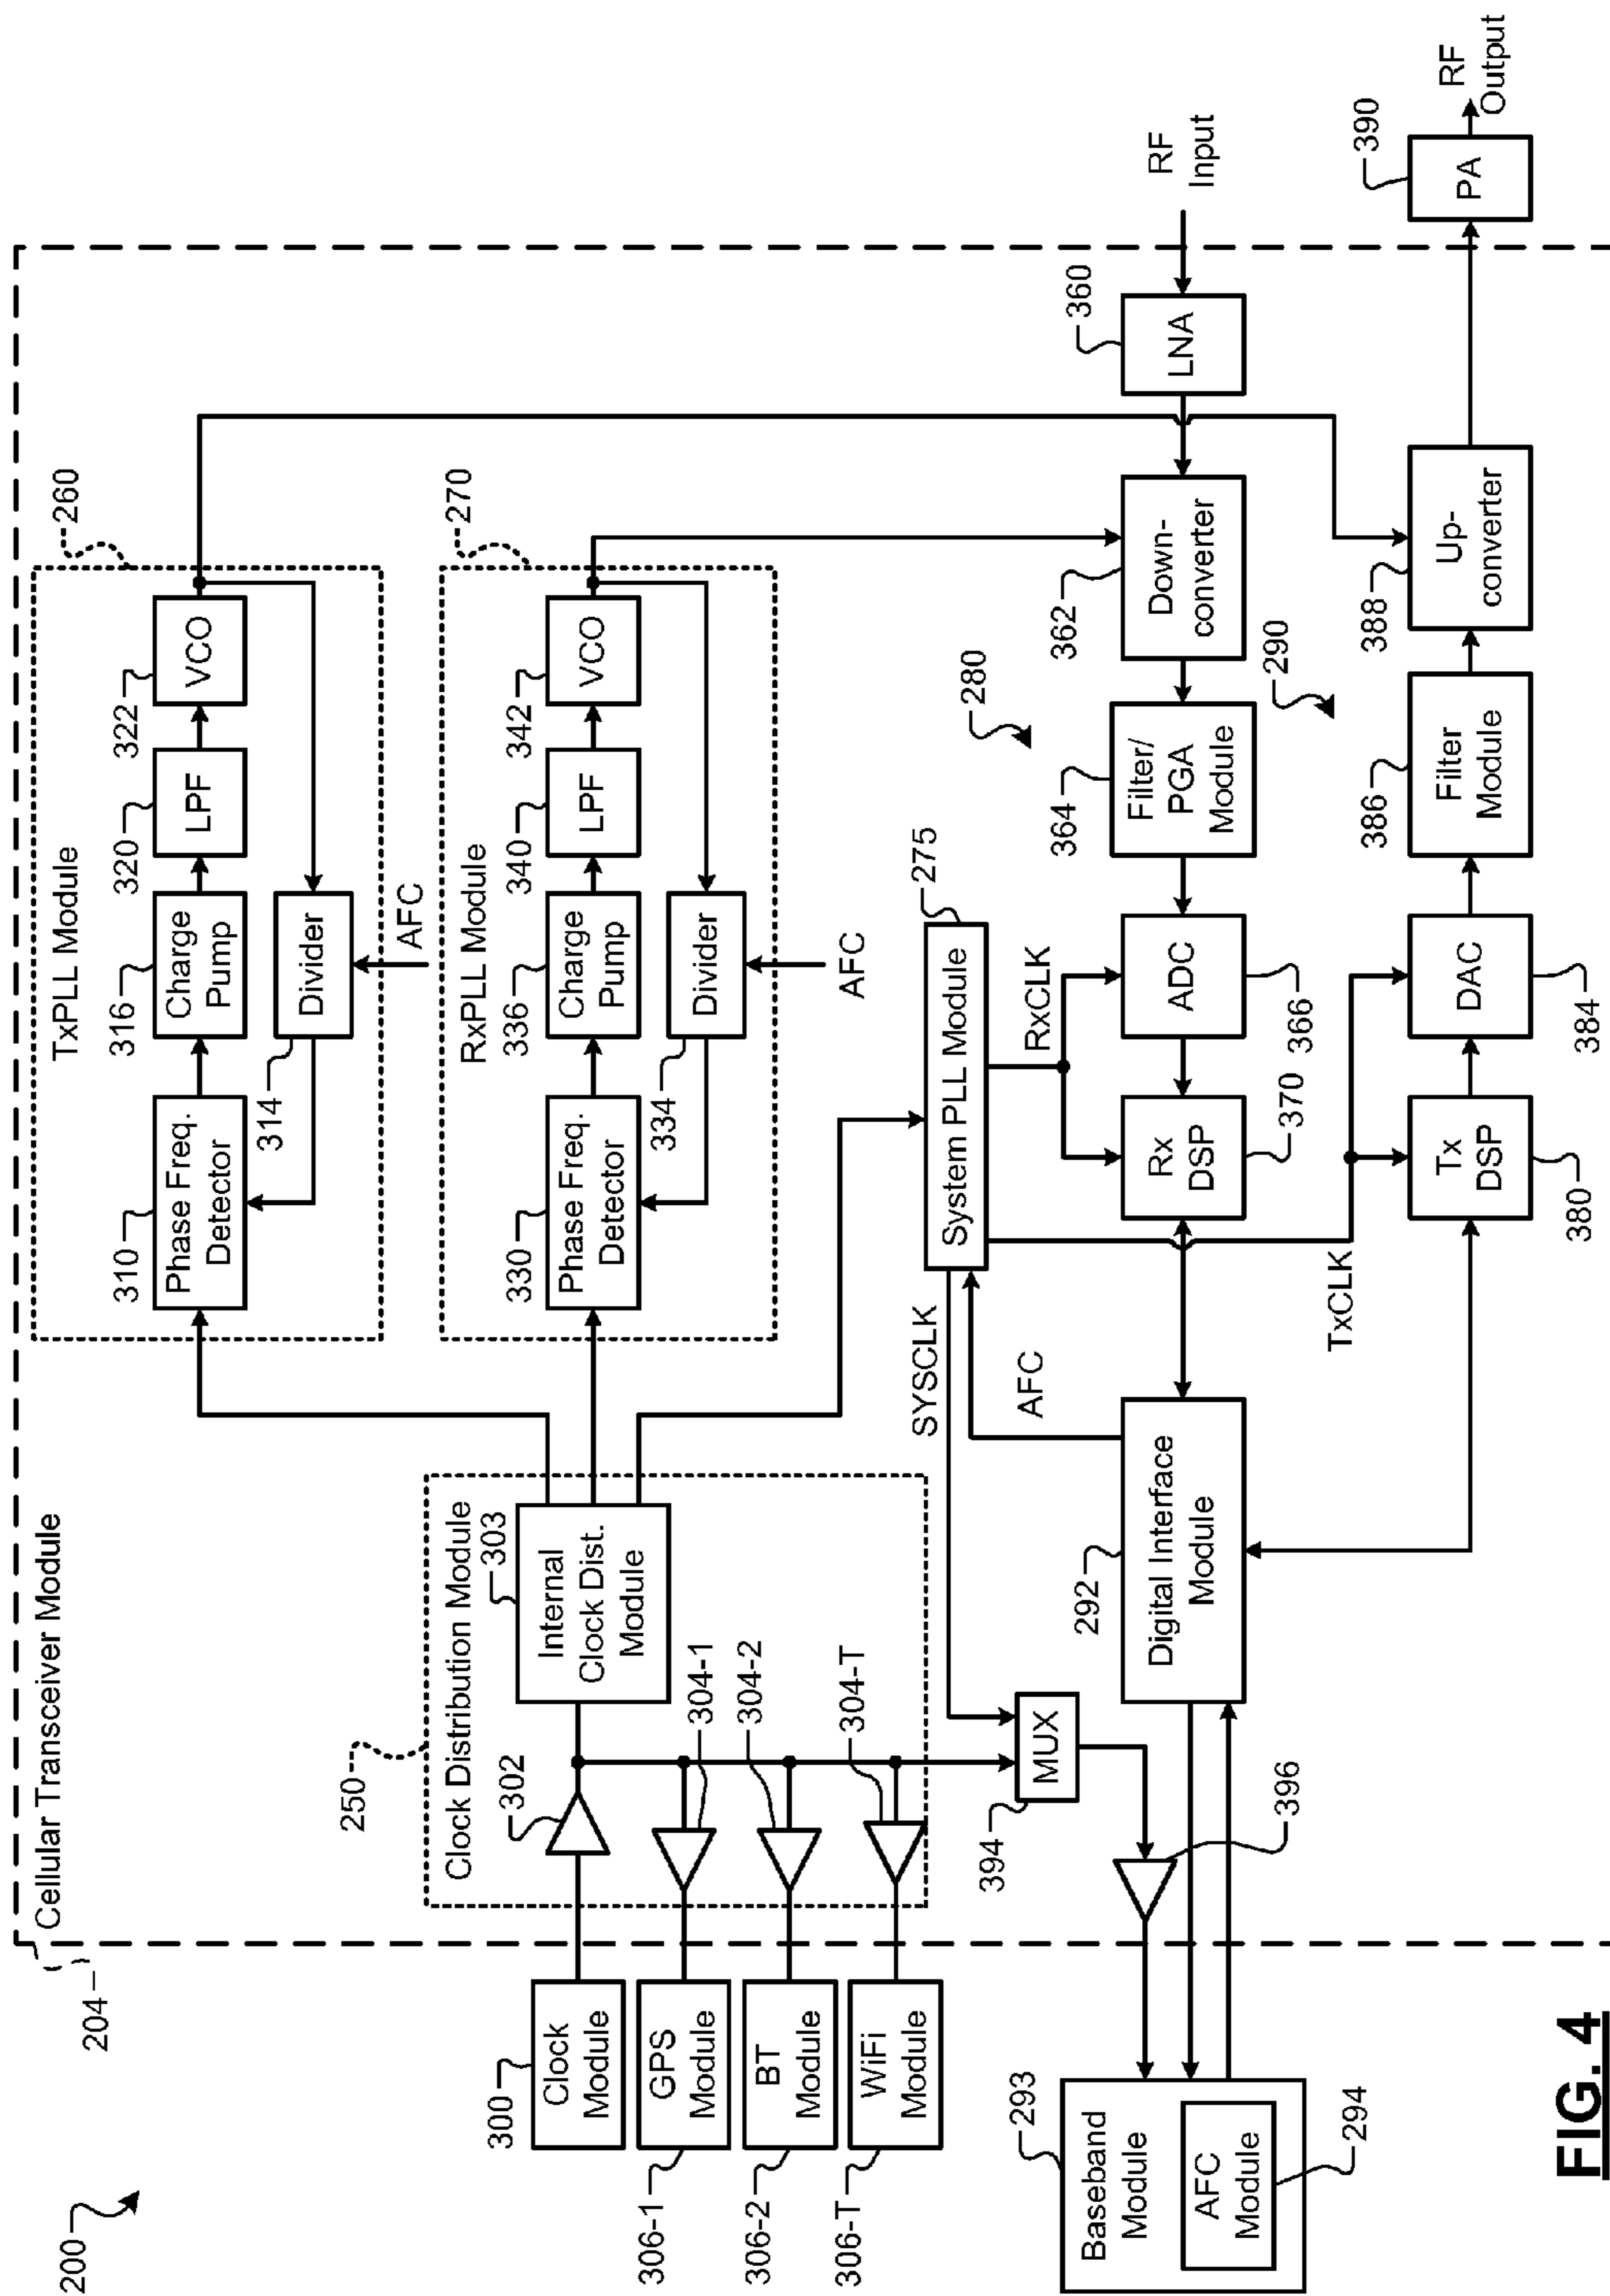 200
204
Cellular Transceiver Module
TxPLL Module
260
310
Phase Freq.
Detector
316
Charge
Pump
320
LPF
322
VCO
314
Divider
AFC
RxPLL Module
270
330
Phase Freq.
Detector
336
Charge
Pump
340
LPF
342
VCO
334
Divider
AFC
250
Clock Distribution Module
302
303
Internal
Clock Dist.
Module
304-1
304-2
304-T
300
Clock
Module
GPS
Module
306-1
BT
Module
306-2
WiFi
Module
306-T
275
System PLL Module
SYSCLK
AFC
RxCLK
TxCLK
MUX
394
396
293
Baseband
Module
AFC
Module
294
292
Digital Interface
Module
280
Rx
DSP
370
ADC
366
364
Filter/
PGA
Module
362
Down-
converter
LNA
360
RF
Input
290
Tx
DSP
380
DAC
384
386
Filter
Module
388
Up-
converter
PA
390
RF
Output
FIG. 4